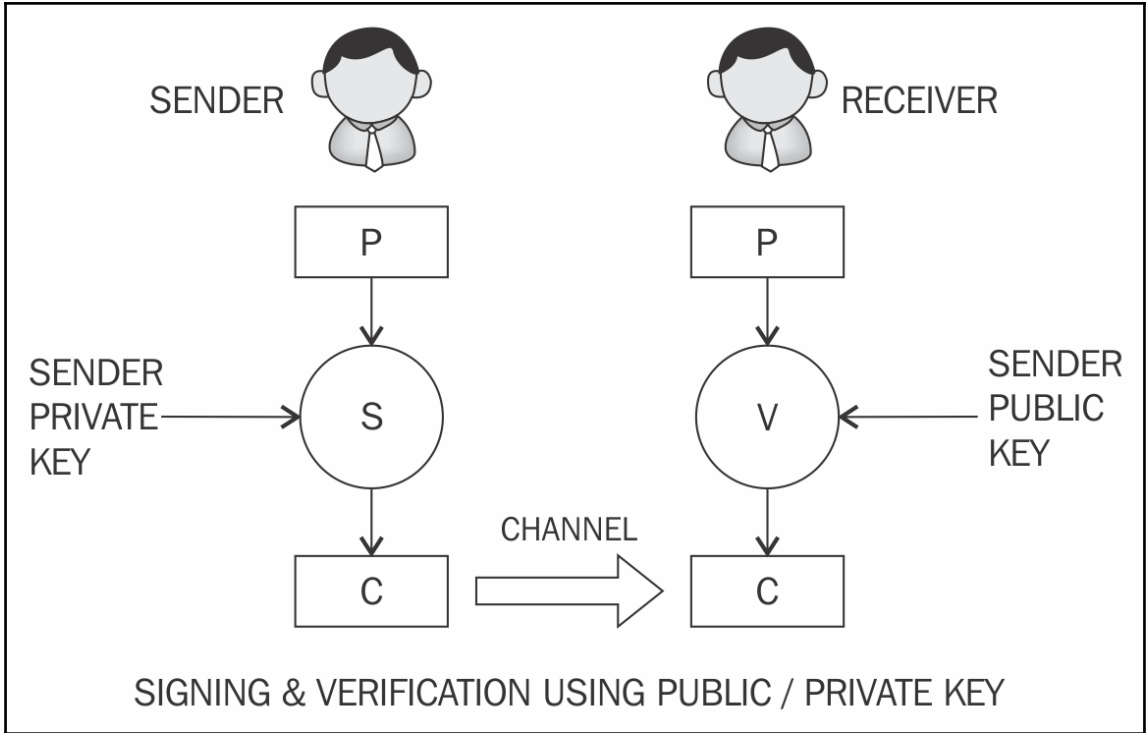 SENDER
RECEIVER
P
P
SENDER
PRIVATE
KEY
S
V
SENDER
PUBLIC
KEY
CHANNEL
C
C
SIGNING & VERIFICATION USING PUBLIC / PRIVATE KEY